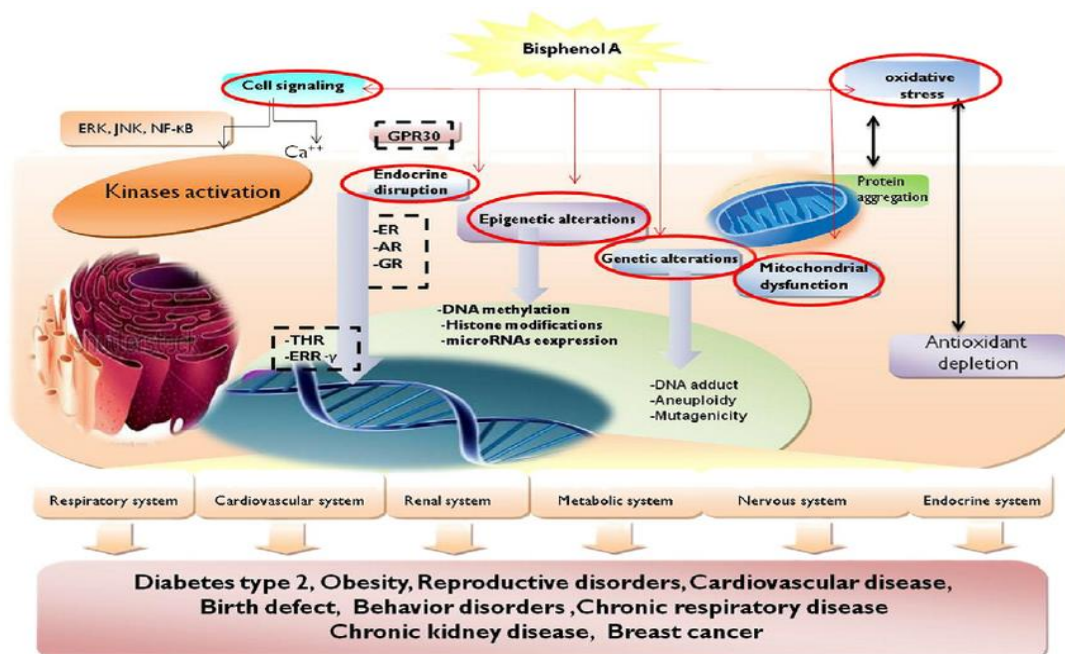 Bisphenol A
Cell signaling
oxidative
stress
ERK, JNK, NF-κB
Ca++
GPR30
Kinases activation
Endocrine
disruption
Protein
aggregation
-ER
-AR
-GR
Epigenetic alterations
Genetic alterations
Mitochondrial
dysfunction
-DNA methylation
-Histone modifications
-microRNAs eexpression
-THR
-ERR-γ
Antioxidant
depletion
-DNA adduct
-Aneuploidy
-Mutagenicity
Respiratory system
Cardiovascular system
Renal system
Metabolic system
Nervous system
Endocrine system
Diabetes type 2, Obesity, Reproductive disorders, Cardiovascular disease,
Birth defect, Behavior disorders ,Chronic respiratory disease
Chronic kidney disease, Breast cancer